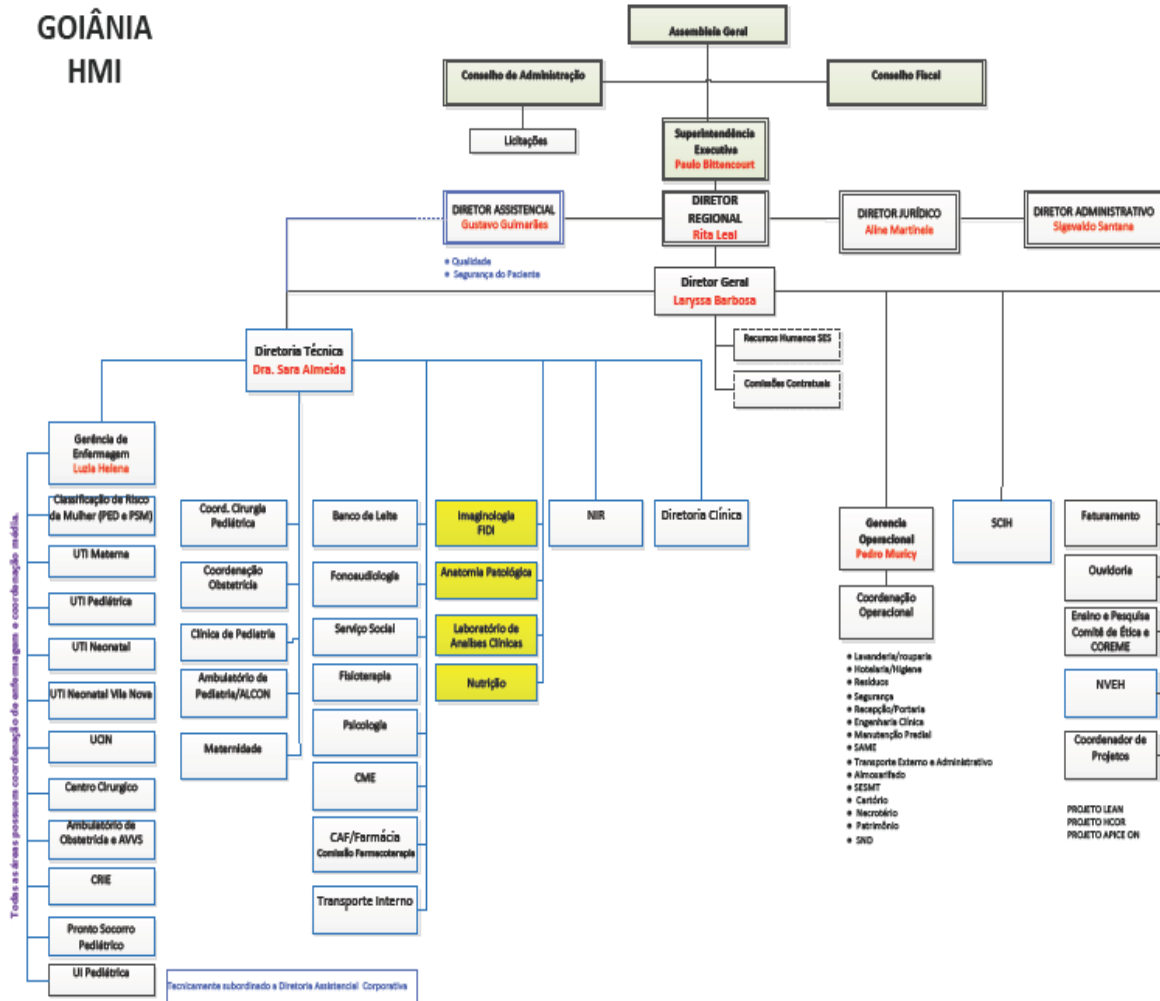 GOIÂNIA
HMI
Assembleia Geral
Conselho de Administração
Conselho Fiscal
Licitações
Superintendência
Executiva
Paulo Bittencourt
DIRETOR ASSISTENCIAL
Gustavo Guimarães
DIRETOR
REGIONAL
Rita Leal
DIRETOR JURÍDICO
Aline Martinele
DIRETOR ADMINISTRATIVO
Sigevaldo Santana
Qualidade
Segurança do Paciente
Diretor Geral
Laryssa Barbosa
Recursos Humanos SES
Comissões Contratuais
Diretoria Técnica
Dra. Sara Almeida
Gerência de
Enfermagem
Luzia Helena
Todas as áreas possuem coordenação de enfermagem e coordenação média.
Classificação de Risco
da Mulher (PED e PSM)
UTI Materna
UTI Pediátrica
UTI Neonatal
UTI Neonatal Vila Nova
UCIN
Centro Cirurgico
Ambulatório de
Obstetrícia e AVVS
CRIE
Pronto Socorro
Pediátrico
UI Pediátrica
Coord. Cirurgia
Pediátrica
Coordenação
Obstetrícia
Clínica de Pediatria
Ambulatório de
Pediatria/ALCON
Maternidade
Banco de Leite
Fonoaudiologia
Serviço Social
Fisioterapia
Psicologia
CME
CAF/Farmácia
Comissão Farmacoterapia
Transporte Interno
Imaginologia
FIDI
Anatomia Patológica
Laboratório de
Analises Clínicas
Nutrição
NIR
Diretoria Clínica
Gerencia
Operacional
Pedro Muricy
Coordenação
Operacional
Lavanderia/rouparia
Hotelaria/Higiene
Resíduos
Segurança
Recepção/Portaria
Engenharia Clínica
Manutenção Predial
SAME
Transporte Externo e Administrativo
Almoxarifado
SESMT
Cartório
Necrotério
Patrimônio
SND
SCIH
Faturamento
Ouvidoria
Ensino e Pesquisa
Comitê de Ética e
COREME
NVEH
Coordenador de
Projetos
PROJETO LEAN
PROJETO HCOR
PROJETO APICE ON
Tecnicamente subordinado a Diretoria Assistencial Corporativa